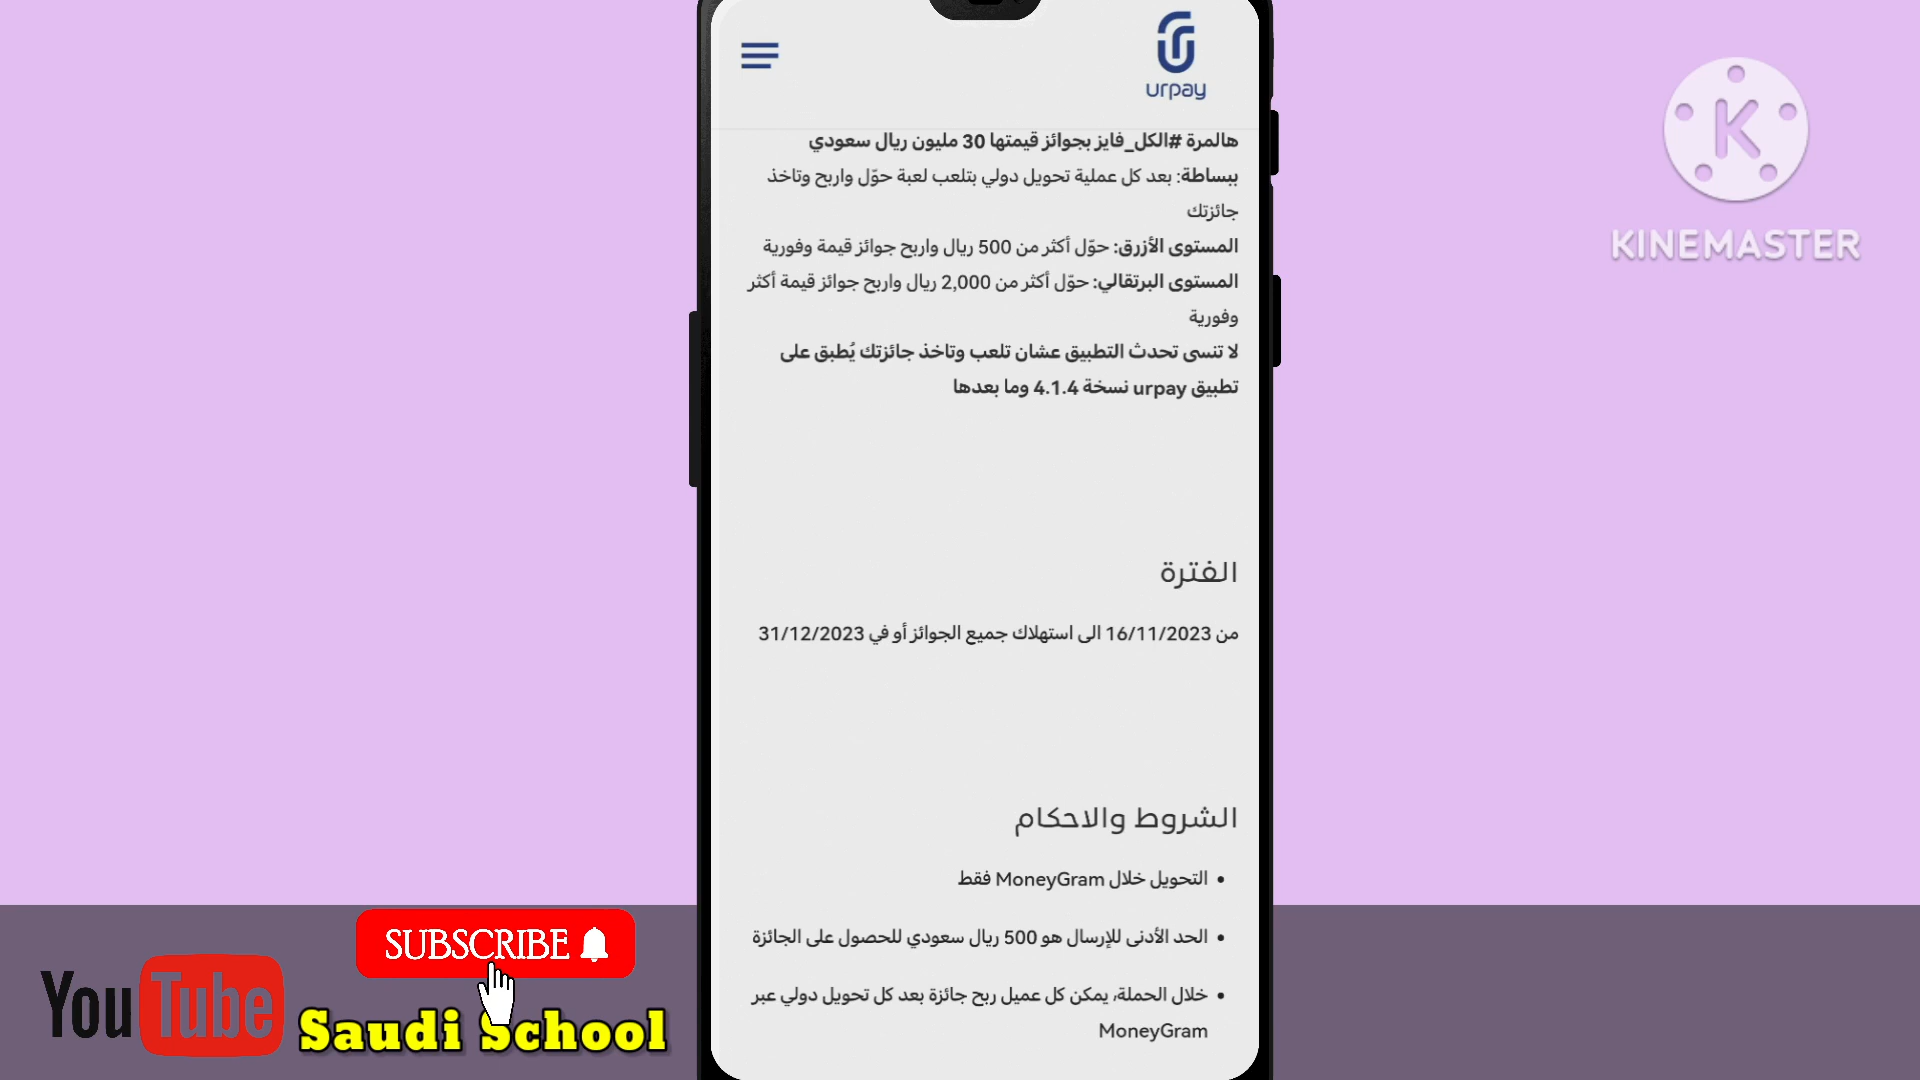 urpay
هالمرة #الكل_فايز بجوائز قيمتها 30 مليون ريال سعودي
ببساطة: بعد كل عملية تحويل دولي بتلعب لعبة حوّل واربح وتاخذ
جائزتك
المستوى الأزرق: حوّل أكثر من 500 ريال واربح جوائز قيمة وفورية
المستوى البرتقالي: حوّل أكثر من 2,000 ريال واربح جوائز قيمة أكثر
وفورية
لا تنسى تحدث التطبيق عشان تلعب وتاخذ جائزتك يُطبق على
تطبيق urpay نسخة 4.1.4 وما بعدها
الفترة
من 16/11/2023 الى استهلاك جميع الجوائز أو في 31/12/2023
الشروط والاحكام
• التحويل خلال MoneyGram فقط
• الحد الأدنى للإرسال هو 500 ريال سعودي للحصول على الجائزة
• خلال الحملة، يمكن كل عميل ربح جائزة بعد كل تحويل دولي عبر
MoneyGram
K
KINEMASTER
SUBSCRIBE
YouTube
Saudi School